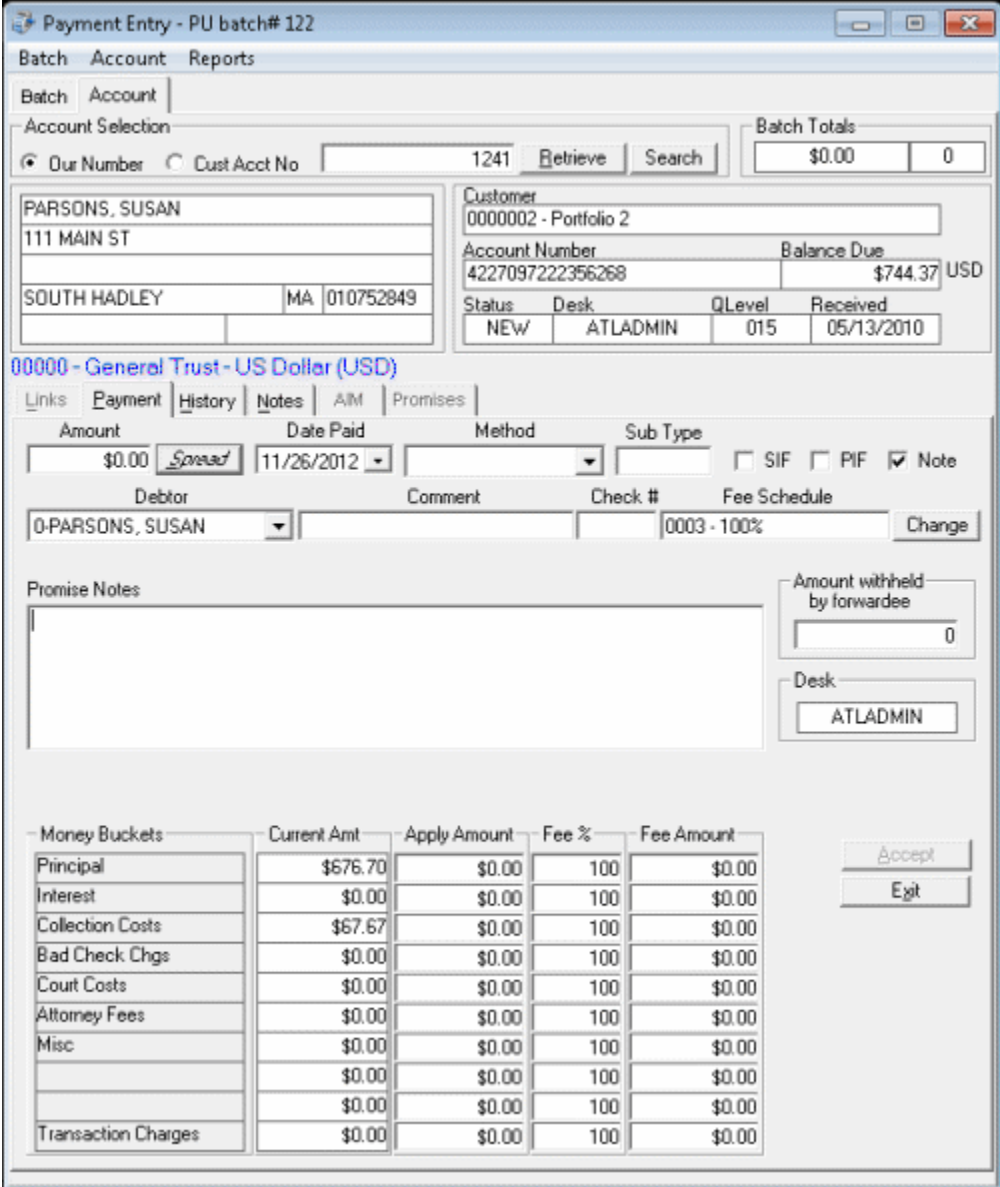 Payment Entry - PU batch# 122
Batch Account Reports
Batch Account
Account Selection Batch Totals
Our Number Cust Acct No 1241 Retrieve Search $0.00 0
PARSONS, SUSAN
111 MAIN ST
SOUTH HADLEY MA 010752849
Customer
0000002 - Portfolio 2
Account Number Balance Due
4227097222356268 $744.37 USD
Status Desk QLevel Received
NEW ATLADMIN 015 05/13/2010
00000 - General Trust - US Dollar (USD)
Links Payment History Notes AIM Promises
Amount Date Paid Method Sub Type
$0.00 Spread 11/26/2012 SIF PIF Note
Debtor Comment Check # Fee Schedule
0-PARSONS, SUSAN 0003 - 100% Change
Promise Notes
Amount withheld
by forwardee
0
Desk
ATLADMIN
Money Buckets Current Amt Apply Amount Fee % Fee Amount
Principal $676.70 $0.00 100 $0.00
Interest $0.00 $0.00 100 $0.00
Collection Costs $67.67 $0.00 100 $0.00
Bad Check Chgs $0.00 $0.00 100 $0.00
Court Costs $0.00 $0.00 100 $0.00
Attorney Fees $0.00 $0.00 100 $0.00
Misc $0.00 $0.00 100 $0.00
$0.00 $0.00 100 $0.00
$0.00 $0.00 100 $0.00
Transaction Charges $0.00 $0.00 100 $0.00
Accept
Exit